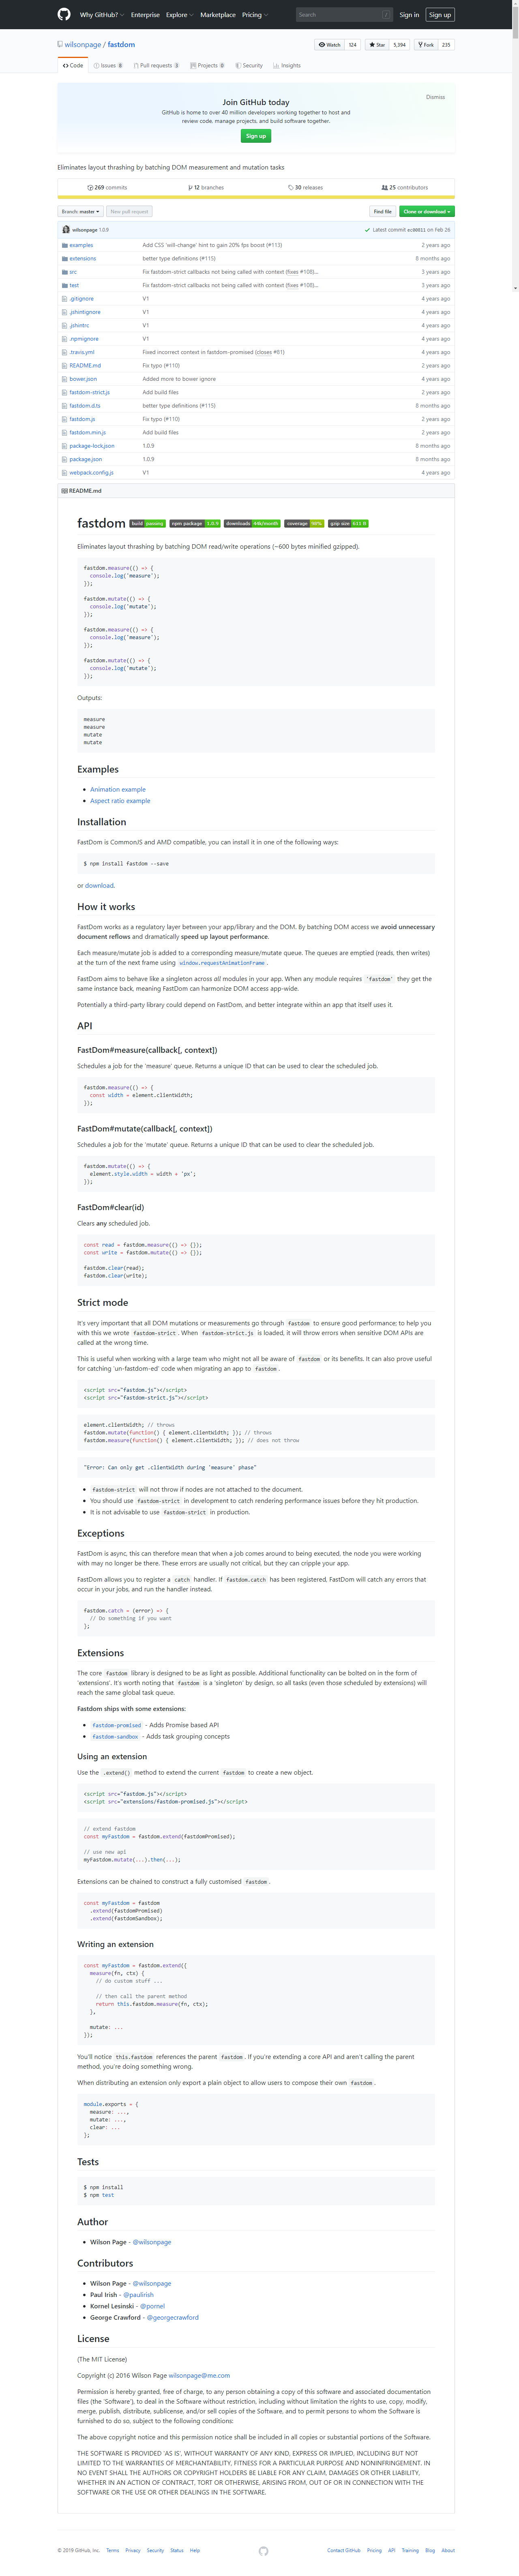 Why GitHub? Enterprise Explore Marketplace Pricing Search / Sign in Sign up
wilsonpage / fastdom Watch 124 Star 5,394 Fork 235
Code Issues 8 Pull requests 3 Projects 0 Security Insights
Dismiss
Join GitHub today
GitHub is home to over 40 million developers working together to host and
review code, manage projects, and build software together.
Sign up
Eliminates layout thrashing by batching DOM measurement and mutation tasks
269 commits 12 branches 30 releases 25 contributors
Branch: master New pull request Find file Clone or download
wilsonpage 1.0.9 Latest commit on Feb 26
examples Add CSS 'will-change' hint to gain 20% fps boost (#113) 2 years ago
extensions better type definitions (#115) 8 months ago
src Fix fastdom-strict callbacks not being called with context (fixes #108)... 3 years ago
test Fix fastdom-strict callbacks not being called with context (fixes #108)... 3 years ago
.gitignore V1 4 years ago
.jshintignore V1 4 years ago
.jshintrc V1 4 years ago
.npmignore V1 4 years ago
.travis.yml Fixed incorrect context in fastdom-promised (closes #81) 4 years ago
README.md Fix typo (#110) 2 years ago
bower.json Added more to bower ignore 4 years ago
fastdom-strict.js Add build files 2 years ago
fastdom.d.ts better type definitions (#115) 8 months ago
fastdom.js Fix typo (#110) 2 years ago
fastdom.min.js Add build files 2 years ago
package-lock.json 1.0.9 8 months ago
package.json 1.0.9 8 months ago
webpack.config.js V1 4 years ago
README.md
fastdom build passing npm package 1.0.9 downloads 44k/month coverage 98% gzip size 633 B
Eliminates layout thrashing by batching DOM read/write operations (~600 bytes minified gzipped).
fastdom.measure(() => {
console.log('measure');
});
fastdom.mutate(() => {
console.log('mutate');
});
fastdom.measure(() => {
console.log('measure');
});
fastdom.mutate(() => {
console.log('mutate');
});
Outputs:
measure
measure
mutate
mutate
Examples
Animation example
Aspect ratio example
Installation
FastDom is CommonJS and AMD compatible, you can install it in one of the following ways:
$ npm install fastdom --save
or download.
How it works
FastDom works as a regulatory layer between your app/library and the DOM. By batching DOM access we avoid unnecessary
document reflows and dramatically speed up layout performance.
Each measure/mutate job is added to a corresponding measure/mutate queue. The queues are emptied (reads, then writes)
at the turn of the next frame using window.requestAnimationFrame .
FastDom aims to behave like a singleton across all modules in your app. When any module requires 'fastdom' they get the
same instance back, meaning FastDom can harmonize DOM access app-wide.
Potentially a third-party library could depend on FastDom, and better integrate within an app that itself uses it.
API
FastDom#measure(callback[, context])
Schedules a job for the 'measure' queue. Returns a unique ID that can be used to clear the scheduled job.
fastdom.measure(() => {
const width = element.clientWidth;
});
FastDom#mutate(callback[, context])
Schedules a job for the 'mutate' queue. Returns a unique ID that can be used to clear the scheduled job.
fastdom.mutate(() => {
element.style.width = width + 'px';
});
FastDom#clear(id)
Clears any scheduled job.
const read = fastdom.measure(() => {});
const write = fastdom.mutate(() => {});
fastdom.clear(read);
fastdom.clear(write);
Strict mode
It's very important that all DOM mutations or measurements go through fastdom to ensure good performance; to help you
with this we wrote fastdom-strict . When fastdom-strict.js is loaded, it will throw errors when sensitive DOM APIs are
called at the wrong time.
This is useful when working with a large team who might not all be aware of fastdom or its benefits. It can also prove useful
for catching 'un-fastdom-ed' code when migrating an app to fastdom .
<script src="fastdom.js"></script>
<script src="fastdom-strict.js"></script>
element.clientWidth; // throws
fastdom.mutate(function() { element.clientWidth; }); // throws
fastdom.measure(function() { element.clientWidth; }); // does not throw
"Error: Can only get .clientWidth during 'measure' phase"
fastdom-strict will not throw if nodes are not attached to the document.
You should use fastdom-strict in development to catch rendering performance issues before they hit production.
It is not advisable to use fastdom-strict in production.
Exceptions
FastDom is async, this can therefore mean that when a job comes around to being executed, the node you were working
with may no longer be there. These errors are usually not critical, but they can cripple your app.
FastDom allows you to register a catch handler. If fastdom.catch has been registered, FastDom will catch any errors that
occur in your jobs, and run the handler instead.
fastdom.catch = (error) => {
// Do something if you want
};
Extensions
The core fastdom library is designed to be as light as possible. Additional functionality can be bolted on in the form of
'extensions'. It's worth noting that fastdom is a 'singleton' by design, so all tasks (even those scheduled by extensions) will
reach the same global task queue.
Fastdom ships with some extensions:
fastdom-promised - Adds Promise based API
fastdom-sandbox - Adds task grouping concepts
Using an extension
Use the .extend() method to extend the current fastdom to create a new object.
<script src="fastdom.js"></script>
<script src="extensions/fastdom-promised.js"></script>
// extend fastdom
const myFastdom = fastdom.extend(fastdomPromised);
// use new api
myFastdom.mutate(...).then(...);
Extensions can be chained to construct a fully customised fastdom .
const myFastdom = fastdom
.extend(fastdomPromised)
.extend(fastdomSandbox);
Writing an extension
const myFastdom = fastdom.extend({
measure(fn, ctx) {
// do custom stuff ...
// then call the parent method
return this.fastdom.measure(fn, ctx);
},
mutate: ...
});
You'll notice this.fastdom references the parent fastdom . If you're extending a core API and aren't calling the parent
method, you're doing something wrong.
When distributing an extension only export a plain object to allow users to compose their own fastdom .
module.exports = {
measure: ...,
mutate: ...,
clear: ...
};
Tests
$ npm install
$ npm test
Author
Wilson Page - @wilsonpage
Contributors
Wilson Page - @wilsonpage
Paul Irish - @paulirish
Kornel Lesinski - @pornel
George Crawford - @georgecrawford
License
(The MIT License)
Copyright (c) 2016 Wilson Page wilsonpage@me.com
Permission is hereby granted, free of charge, to any person obtaining a copy of this software and associated documentation
files (the 'Software'), to deal in the Software without restriction, including without limitation the rights to use, copy, modify,
merge, publish, distribute, sublicense, and/or sell copies of the Software, and to permit persons to whom the Software is
furnished to do so, subject to the following conditions:
The above copyright notice and this permission notice shall be included in all copies or substantial portions of the Software.
THE SOFTWARE IS PROVIDED 'AS IS', WITHOUT WARRANTY OF ANY KIND, EXPRESS OR IMPLIED, INCLUDING BUT NOT
LIMITED TO THE WARRANTIES OF MERCHANTABILITY, FITNESS FOR A PARTICULAR PURPOSE AND NONINFRINGEMENT. IN
NO EVENT SHALL THE AUTHORS OR COPYRIGHT HOLDERS BE LIABLE FOR ANY CLAIM, DAMAGES OR OTHER LIABILITY,
WHETHER IN AN ACTION OF CONTRACT, TORT OR OTHERWISE, ARISING FROM, OUT OF OR IN CONNECTION WITH THE
SOFTWARE OR THE USE OR OTHER DEALINGS IN THE SOFTWARE.
© 2019 GitHub, Inc. Terms Privacy Security Status Help Contact GitHub Pricing API Training Blog About